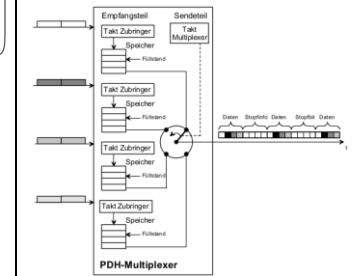 Empfangsteil
Sendeteil
Takt Zubringer
Takt
Multiplexer
Speicher
Füllstand
Takt Zubringer
Speicher
Füllstand
Daten Stopfinfo Daten Stopfbit Daten
t
Takt Zubringer
Speicher
Füllstand
Takt Zubringer
Speicher
Füllstand
PDH-Multiplexer